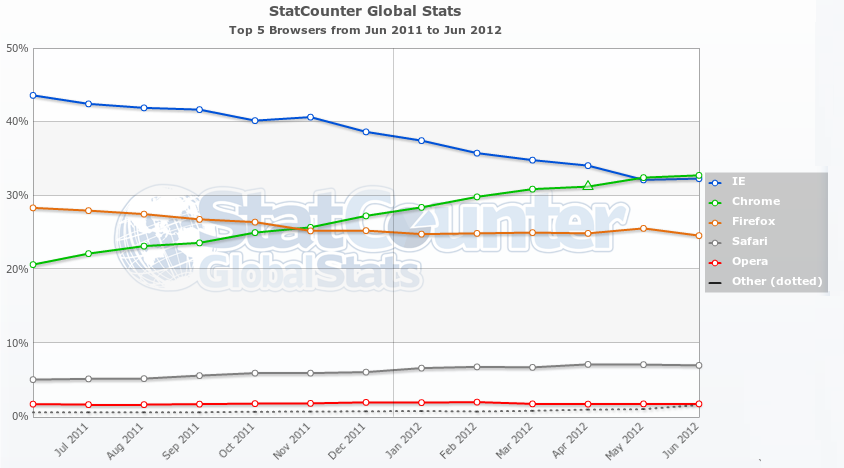 StatCounter Global Stats
Top 5 Browsers from Jun 2011 to Jun 2012
50%
40%
30%
20%
10%
0%
StatCounter
GlobalStats
IE
Chrome
Firefox
Safari
Opera
Other (dotted)
Jul 2011
Aug 2011
Sep 2011
Oct 2011
Nov 2011
Dec 2011
Jan 2012
Feb 2012
Mar 2012
Apr 2012
May 2012
Jun 2012